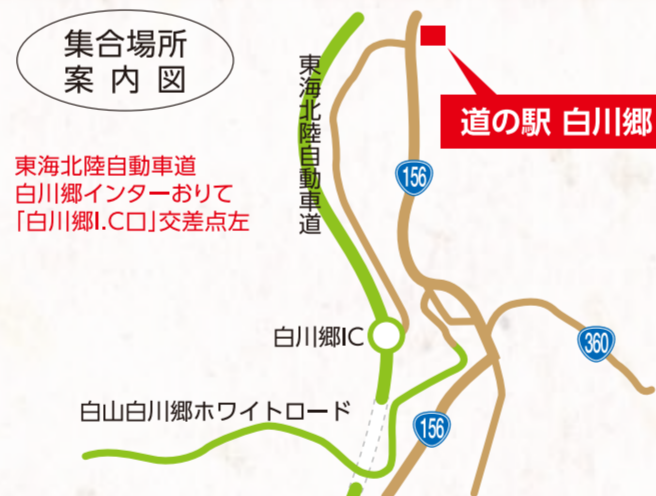 集合場所
案内図
東海北陸自動車道
白川郷インターおりて
「白川郷I.C口」交差点左
東海北陸自動車道
道の駅 白川郷
156
白川郷IC
360
白山白川郷ホワイトロード
156